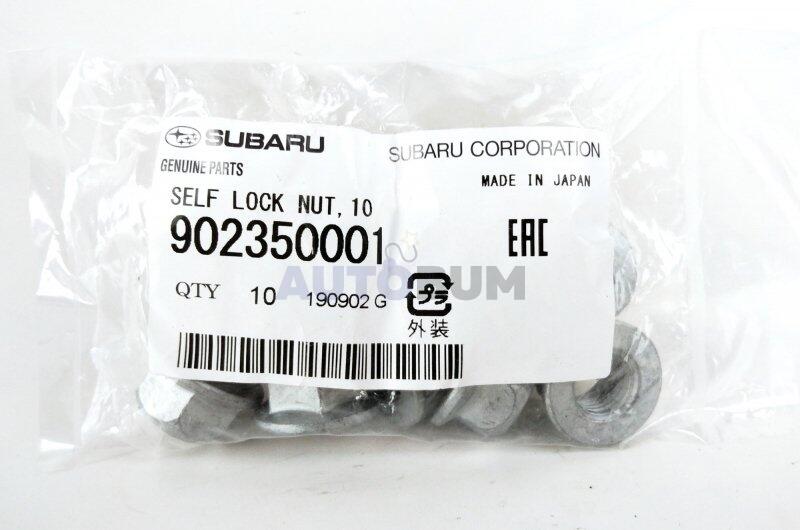 SUBARU SUBARU CORPORATION
GENUINE PARTS MADE IN JAPAN
SELF LOCK NUT, 10
902350001 EAC
AUTORUM
QTY 10 190902 G プラ
外装